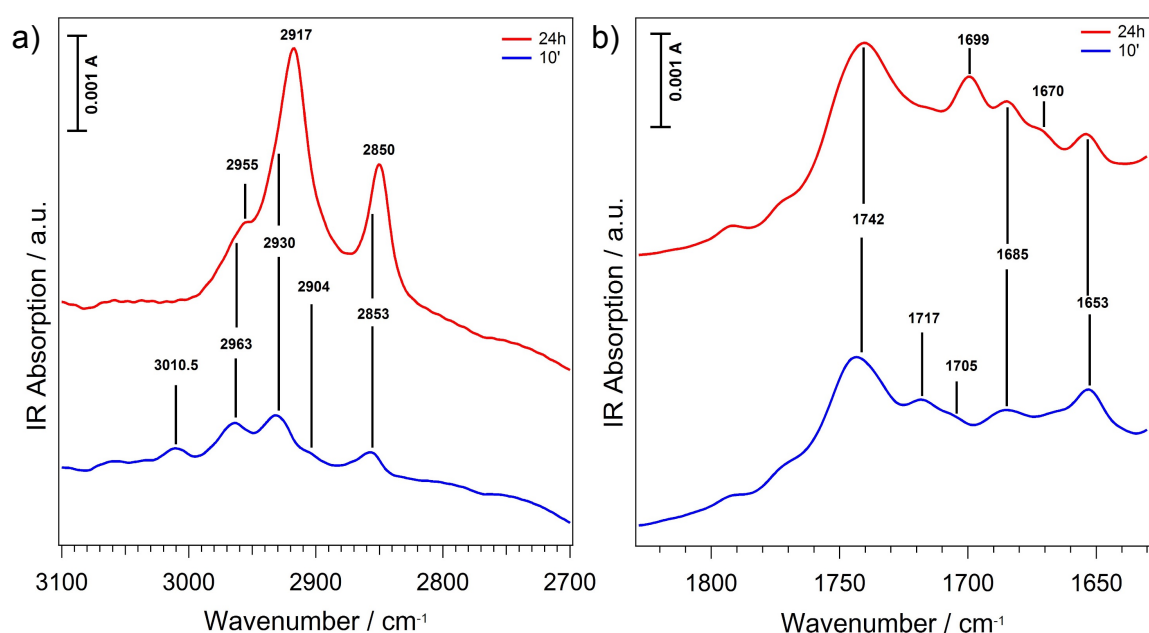 a)
0.001 A
24h
10'
2917
2955
2850
2930
2904
2853
2963
3010.5
IR Absorption / a.u.
3100 3000 2900 2800 2700
Wavenumber / cm⁻¹
b)
0.001 A
24h
10'
1699
1670
1742
1685
1653
1717
1705
IR Absorption / a.u.
1800 1750 1700 1650
Wavenumber / cm⁻¹